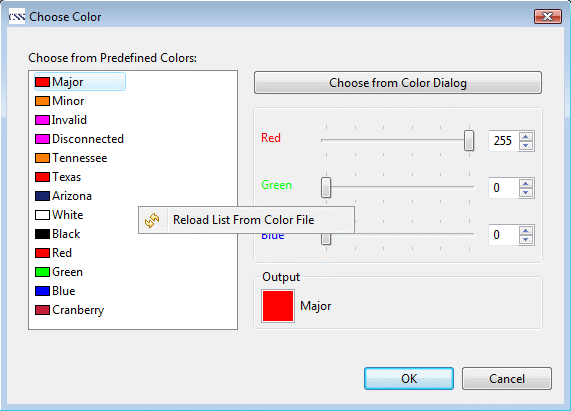 CSS Choose Color
Choose from Predefined Colors:
Major
Minor
Invalid
Disconnected
Tennessee
Texas
Arizona
White
Black
Red
Green
Blue
Cranberry
Reload List From Color File
Choose from Color Dialog
Red 255
Green 0
Blue 0
Output
Major
OK Cancel